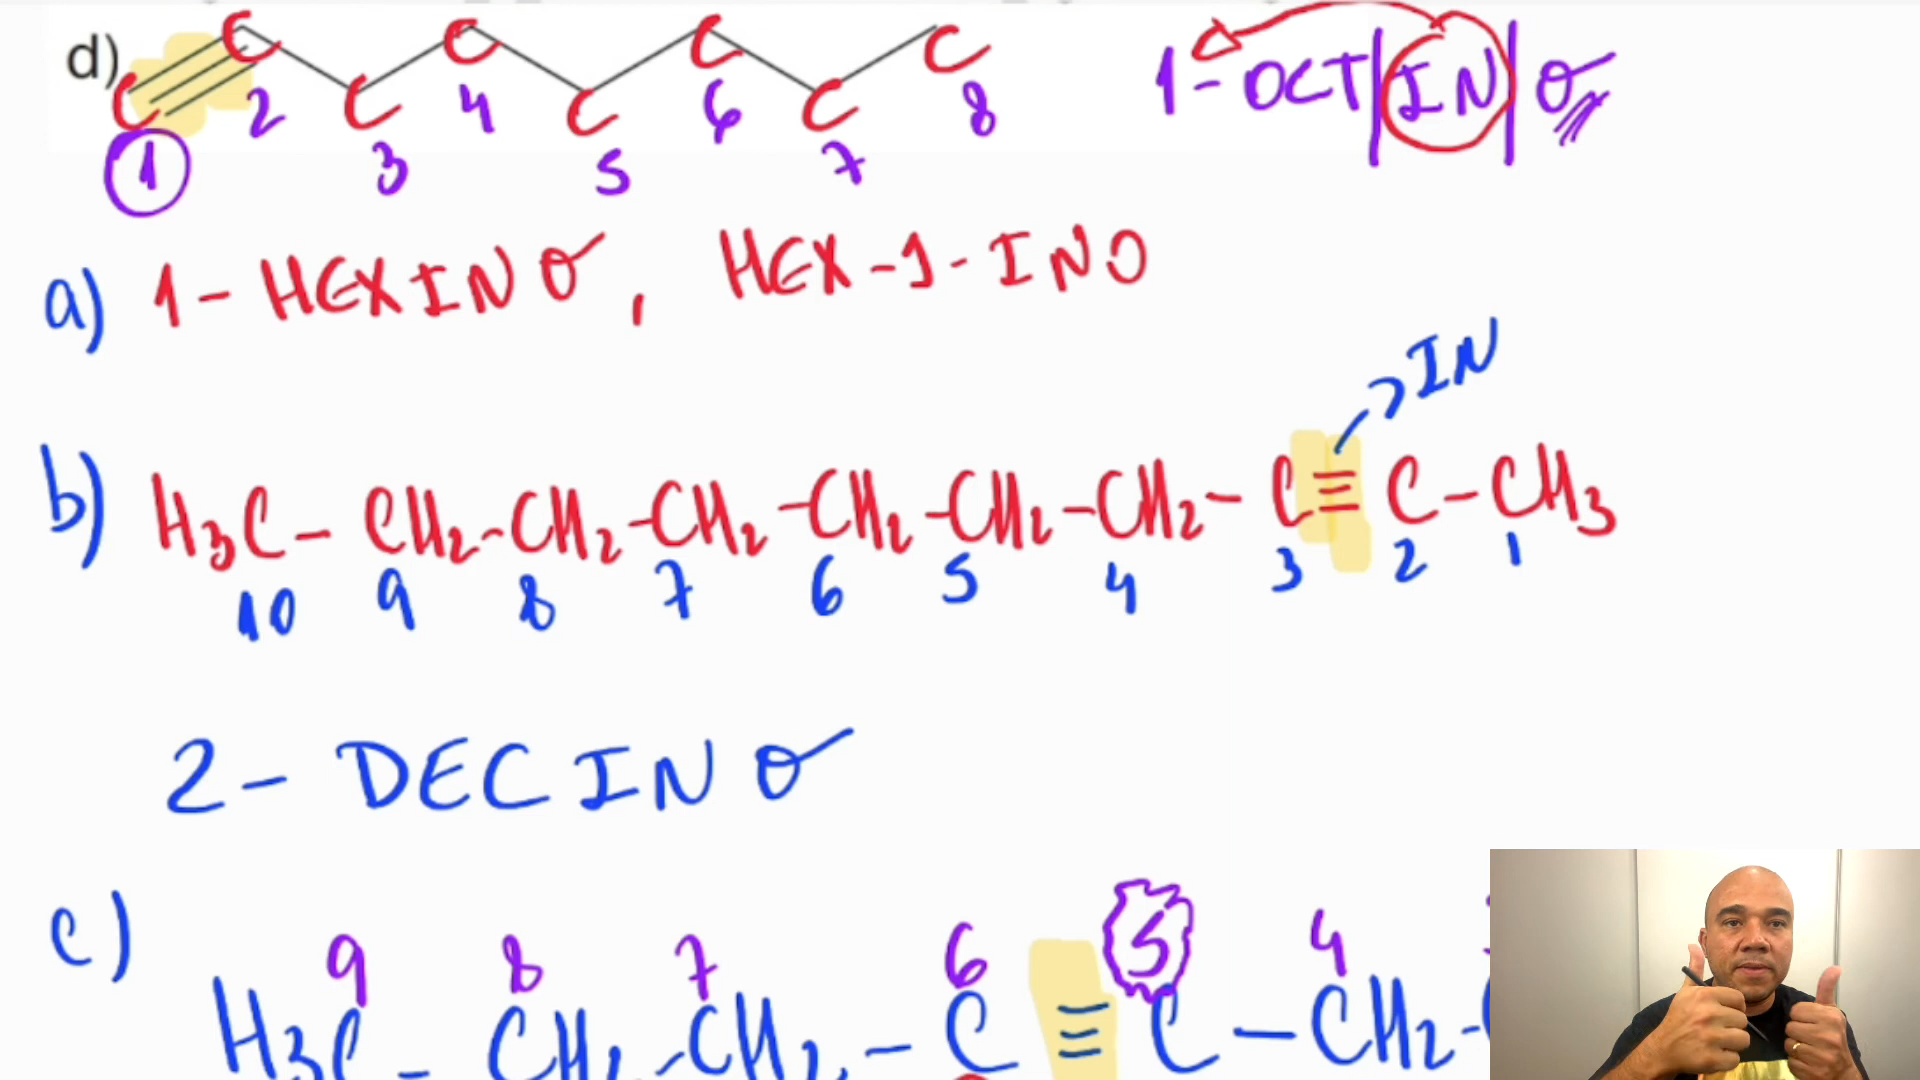 d) C≡C C C C C C C 1-OCT|IN|O
1 2 3 4 5 6 7 8
a) 1-HEXINO, HEX-1-INO
IN
b) H3C-CH2-CH2-CH2-CH2-CH2-CH2-C≡C-CH3
10 9 8 7 6 5 4 3 2 1
2-DECINO
c)
9 8 7 6 5 4
H3C-CH2-CH2-C≡C-CH2-